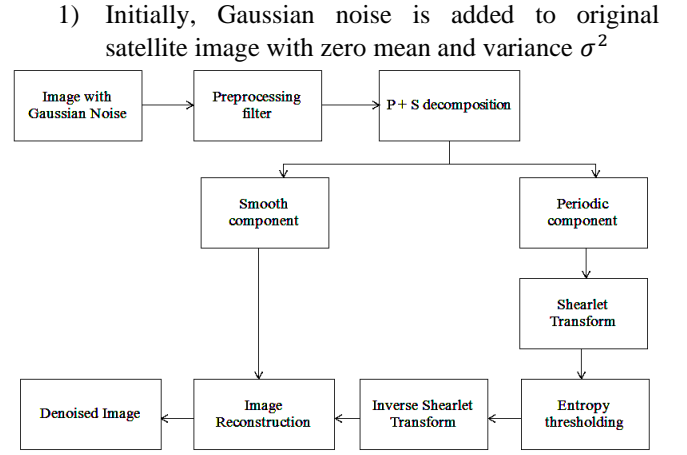 1) Initially, Gaussian noise is added to original
satellite image with zero mean and variance σ²
Image with
Gaussian Noise
Preprocessing
filter
P + S decomposition
Smooth
component
Periodic
component
Shearlet
Transform
Denoised Image
Image
Reconstruction
Inverse Shearlet
Transform
Entropy
thresholding